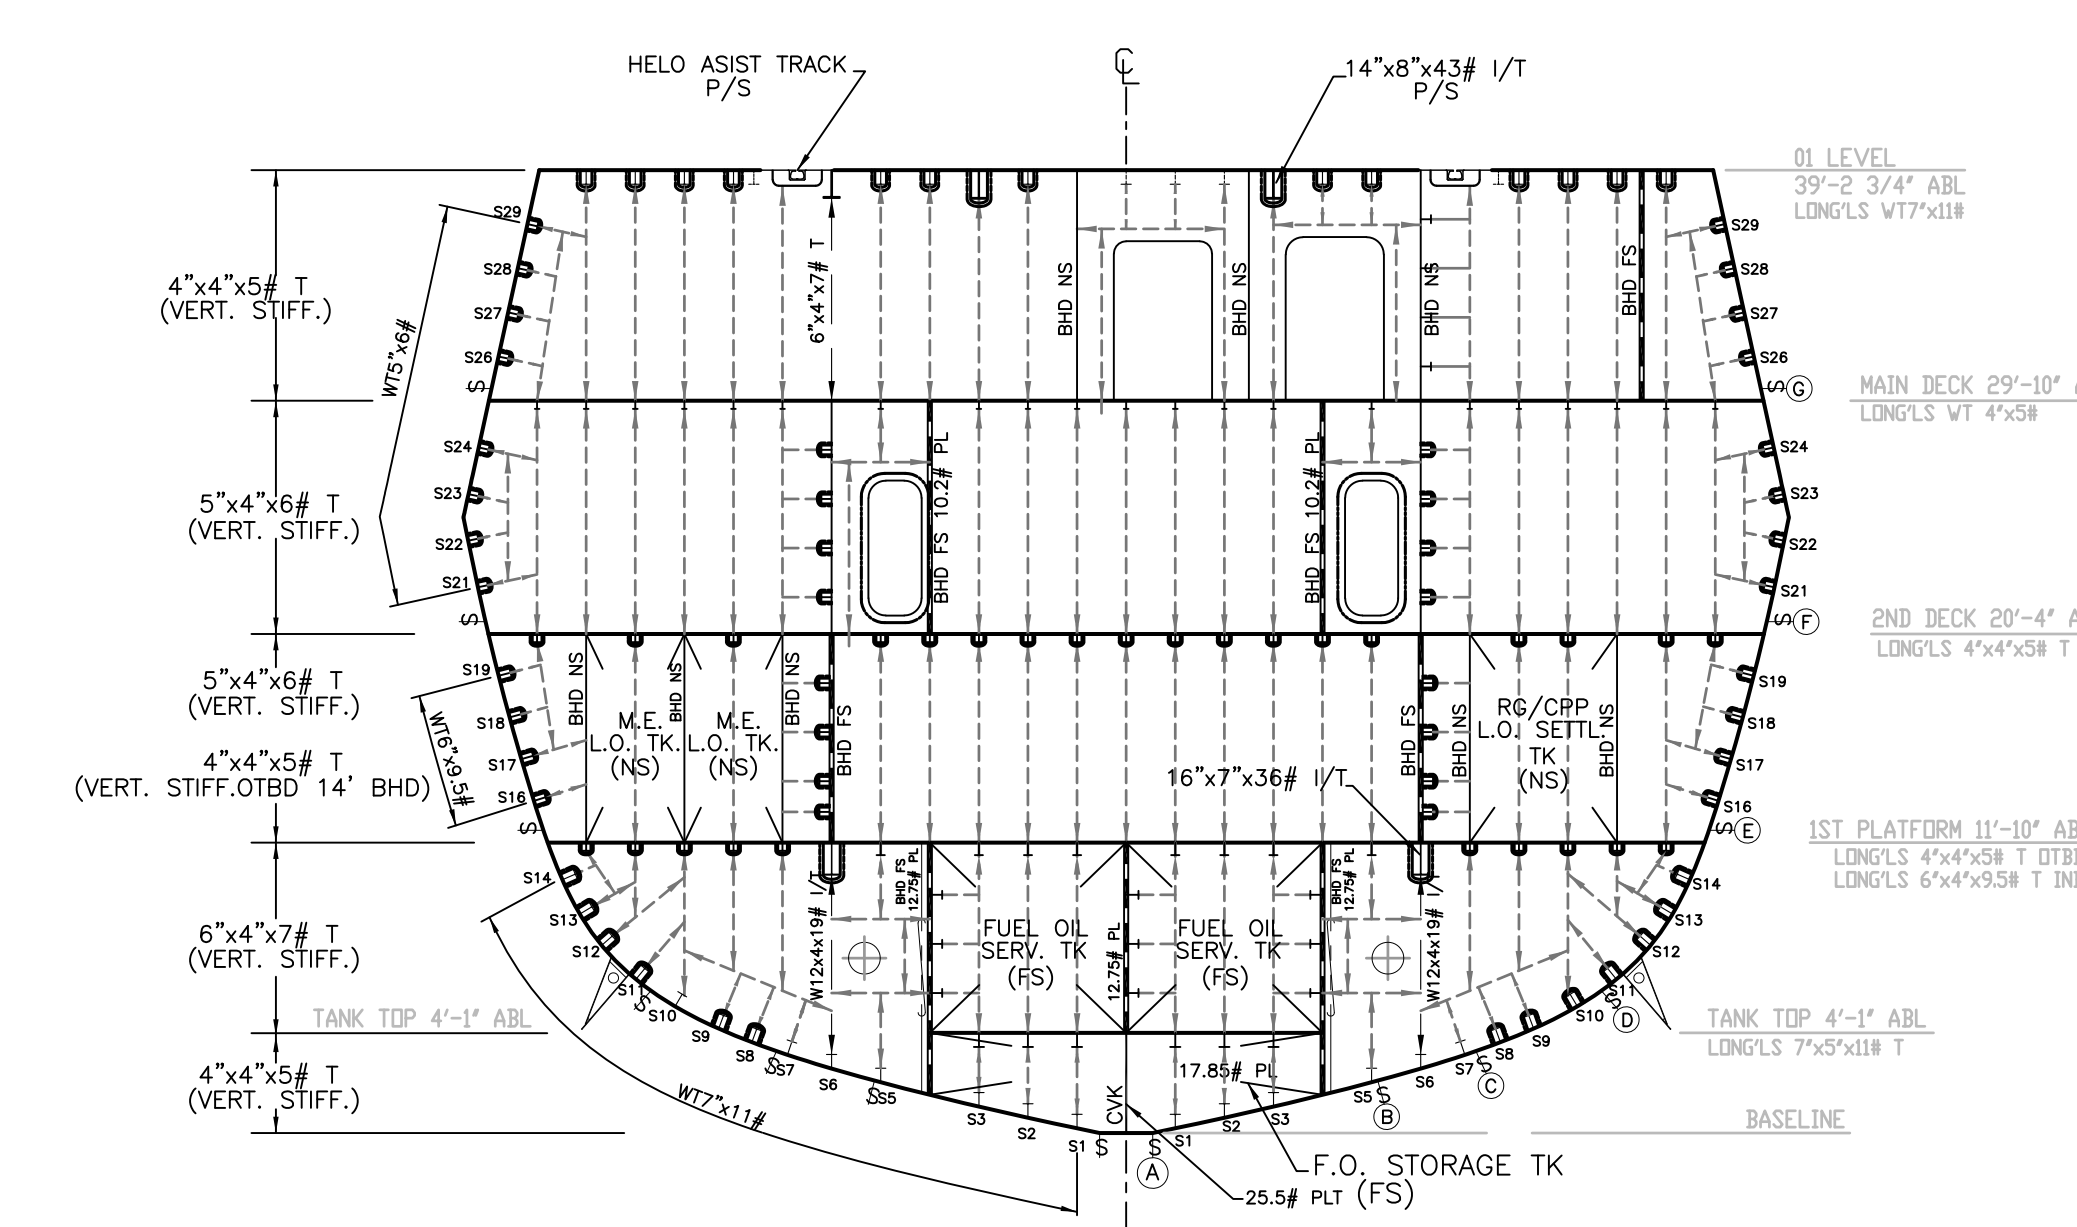 HELO ASIST TRACK
P/S
℄
14"x8"x43# I/T
P/S
01 LEVEL
39'-2 3/4" ABL
LONG'LS WT7"x11#
4"x4"x5# T
(VERT. STIFF.)
WT5"x6#
S29
S28
S27
S26
S
6"x4"x7# T
BHD NS
BHD NS
BHD NS
BHD FS
S29
S28
S27
S26
S
G
MAIN DECK 29'-10"
LONG'LS WT 4"x5#
5"x4"x6# T
(VERT. STIFF.)
S24
S23
S22
S21
S
BHD FS 10.2# PL
BHD FS 10.2# PL
S24
S23
S22
S21
S
F
2ND DECK 20'-4"
LONG'LS 4"x4"x5# T
5"x4"x6# T
(VERT. STIFF.)
4"x4"x5# T
(VERT. STIFF.OTBD 14' BHD)
WT6"x9.5#
S19
S18
S17
S16
S
BHD NS
M.E.
L.O. TK.
(NS)
BHD NS
M.E.
L.O. TK.
(NS)
BHD NS
BHD FS
16"x7"x36# I/T
BHD FS
BHD NS
RG/CPP
L.O. SETTL.
TK
(NS)
BHD NS
S19
S18
S17
S16
S
E
1ST PLATFORM 11'-10"
LONG'LS 4"x4"x5# T
LONG'LS 6"x4"x9.5# T
6"x4"x7# T
(VERT. STIFF.)
S14
S13
S12
S11
S
S10
S9
S8
S
S7
S6
S
S5
S3
S2
S1
S
W12x4x19# I/T
BHD FS
12.75# PL
FUEL OIL
SERV. TK
(FS)
12.75# PL
FUEL OIL
SERV. TK
(FS)
BHD FS
12.75# PL
W12x4x19# I/T
S14
S13
S12
S11
S
D
S10
S9
S8
S
C
S7
S6
S
B
S5
S3
S2
S1
S
A
TANK TOP 4'-1" ABL
TANK TOP 4'-1" ABL
LONG'LS 7"x5"x11# T
4"x4"x5# T
(VERT. STIFF.)
WT7"x11#
CVK
17.85# PL
BASELINE
F.O. STORAGE TK
(FS)
25.5# PLT